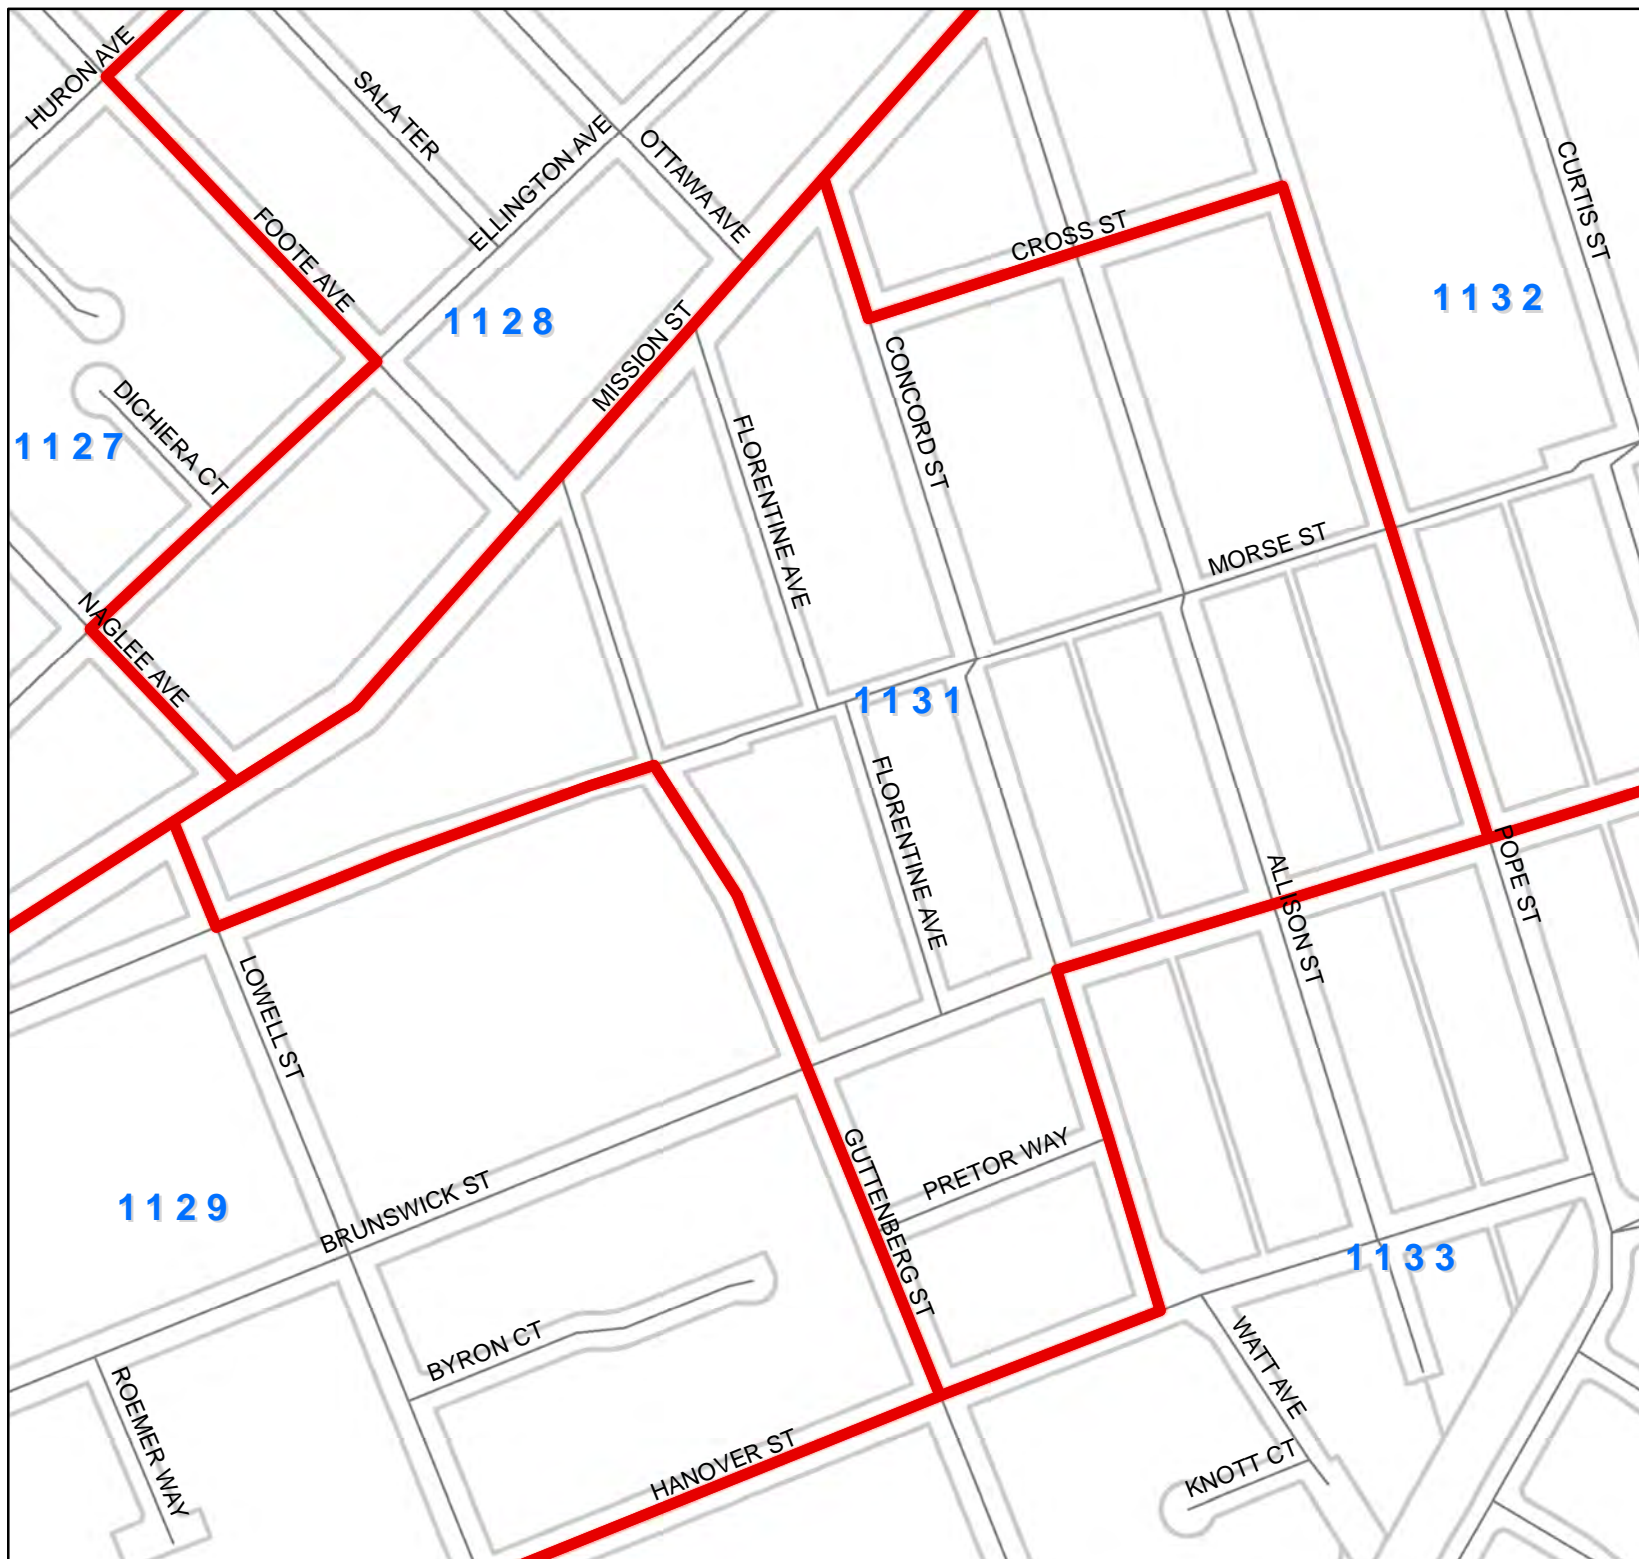 HURON AVE
SALA TER
ELLINGTON AVE
OTTAWA AVE
CURTIS ST
FOOTE AVE
CROSS ST
1132
1128
MISSION ST
CONCORD ST
DICHIERA CT
1127
FLORENTINE AVE
MORSE ST
NAGLEE AVE
1131
FLORENTINE AVE
POPE ST
ALLISON ST
LOWELL ST
GUTTENBERG ST
PRETOR WAY
BRUNSWICK ST
1129
1133
BYRON CT
WATT AVE
ROEMER WAY
HANOVER ST
KNOTT CT